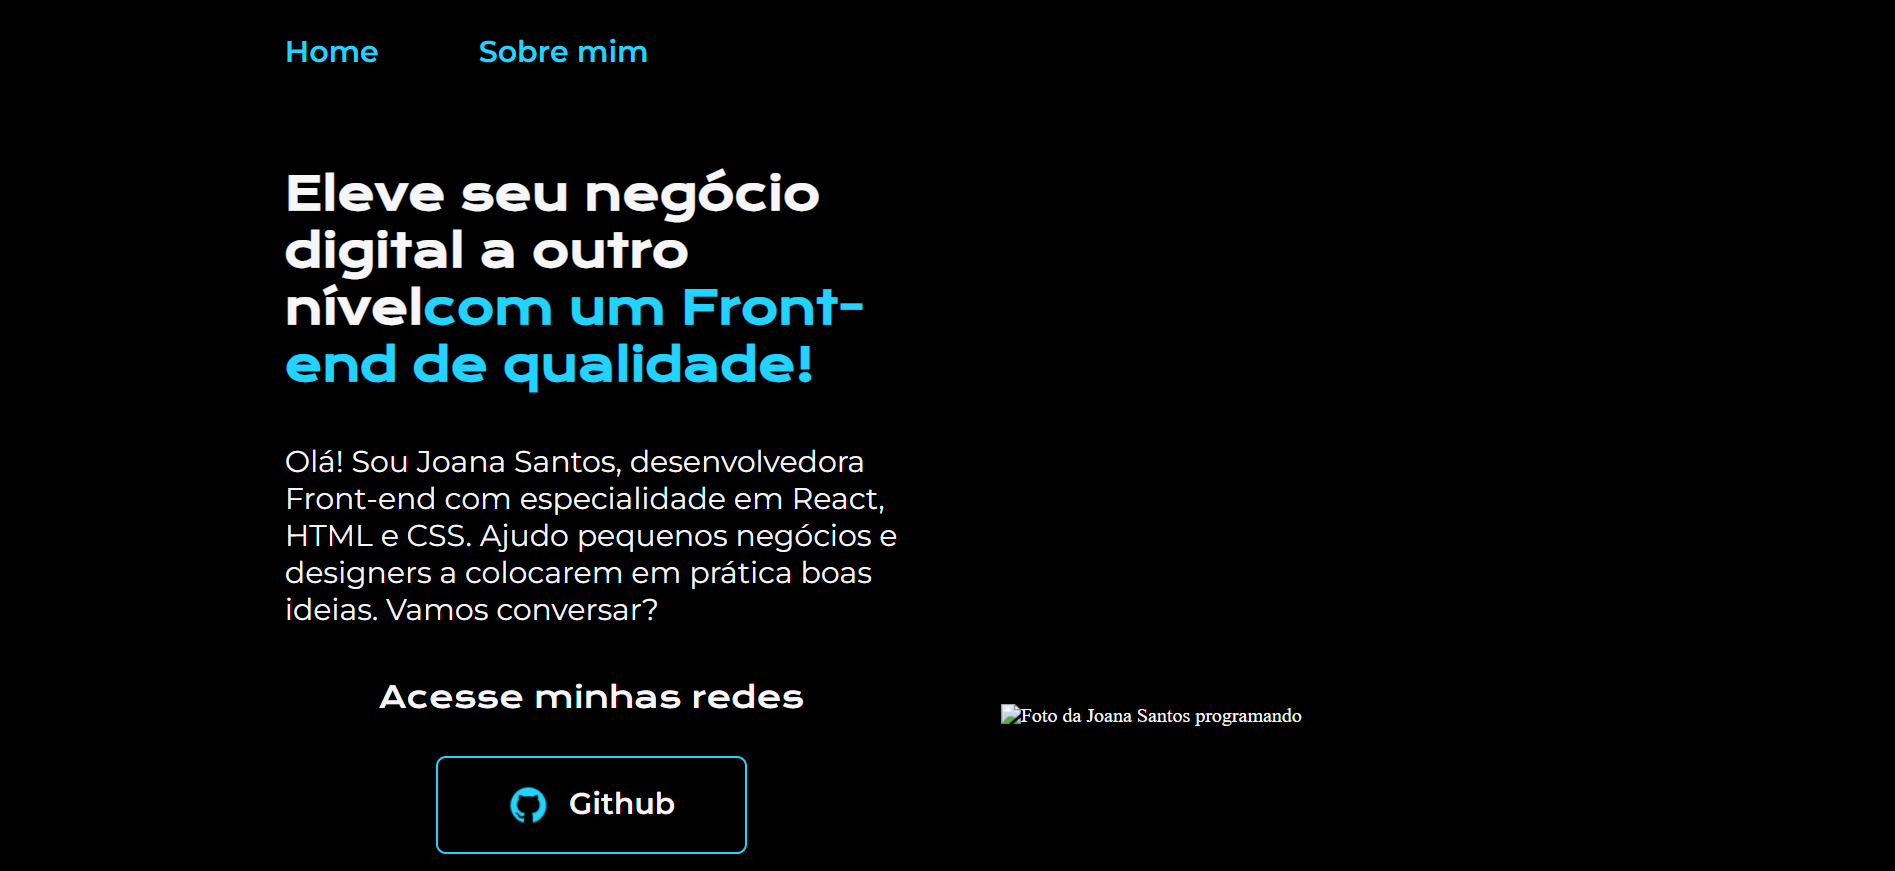 Home Sobre mim
Eleve seu negócio
digital a outro
nívelcom um Front-
end de qualidade!
Olá! Sou Joana Santos, desenvolvedora
Front-end com especialidade em React,
HTML e CSS. Ajudo pequenos negócios e
designers a colocarem em prática boas
ideias. Vamos conversar?
Acesse minhas redes
Foto da Joana Santos programando
Github